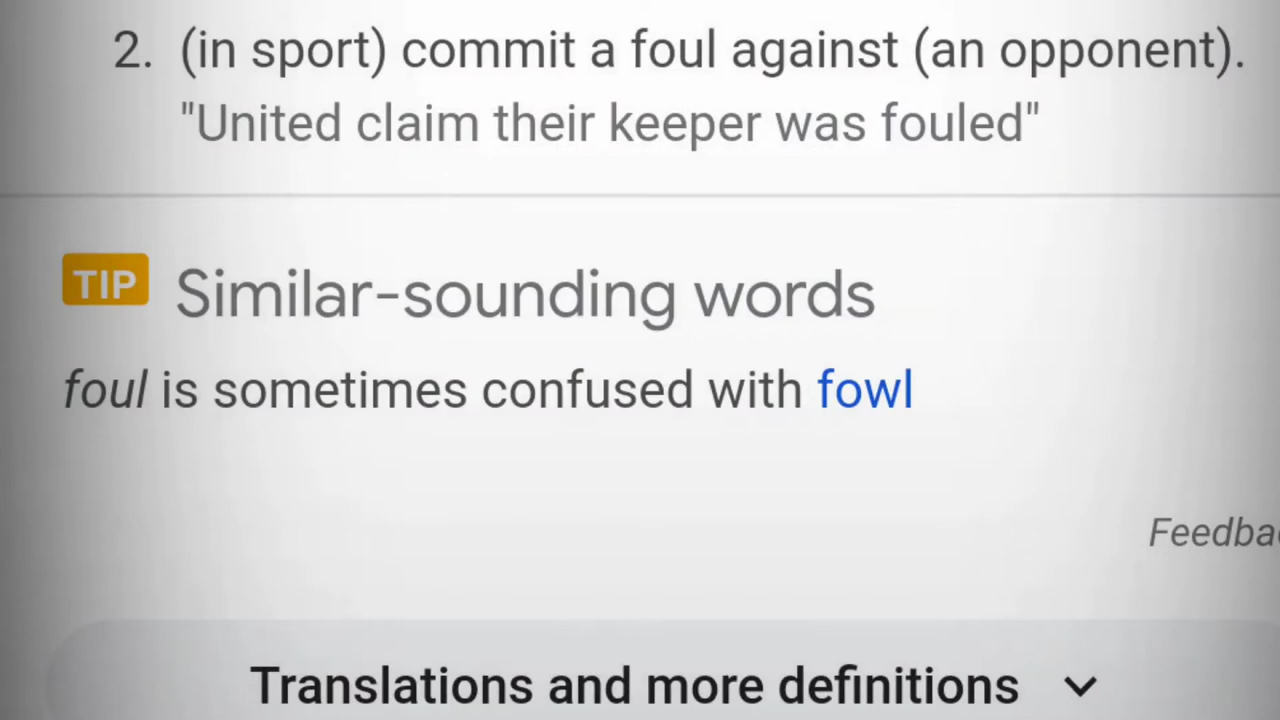 2. (in sport) commit a foul against (an opponent).
"United claim their keeper was fouled"
TIP Similar-sounding words
foul is sometimes confused with fowl
Feedba
Translations and more definitions